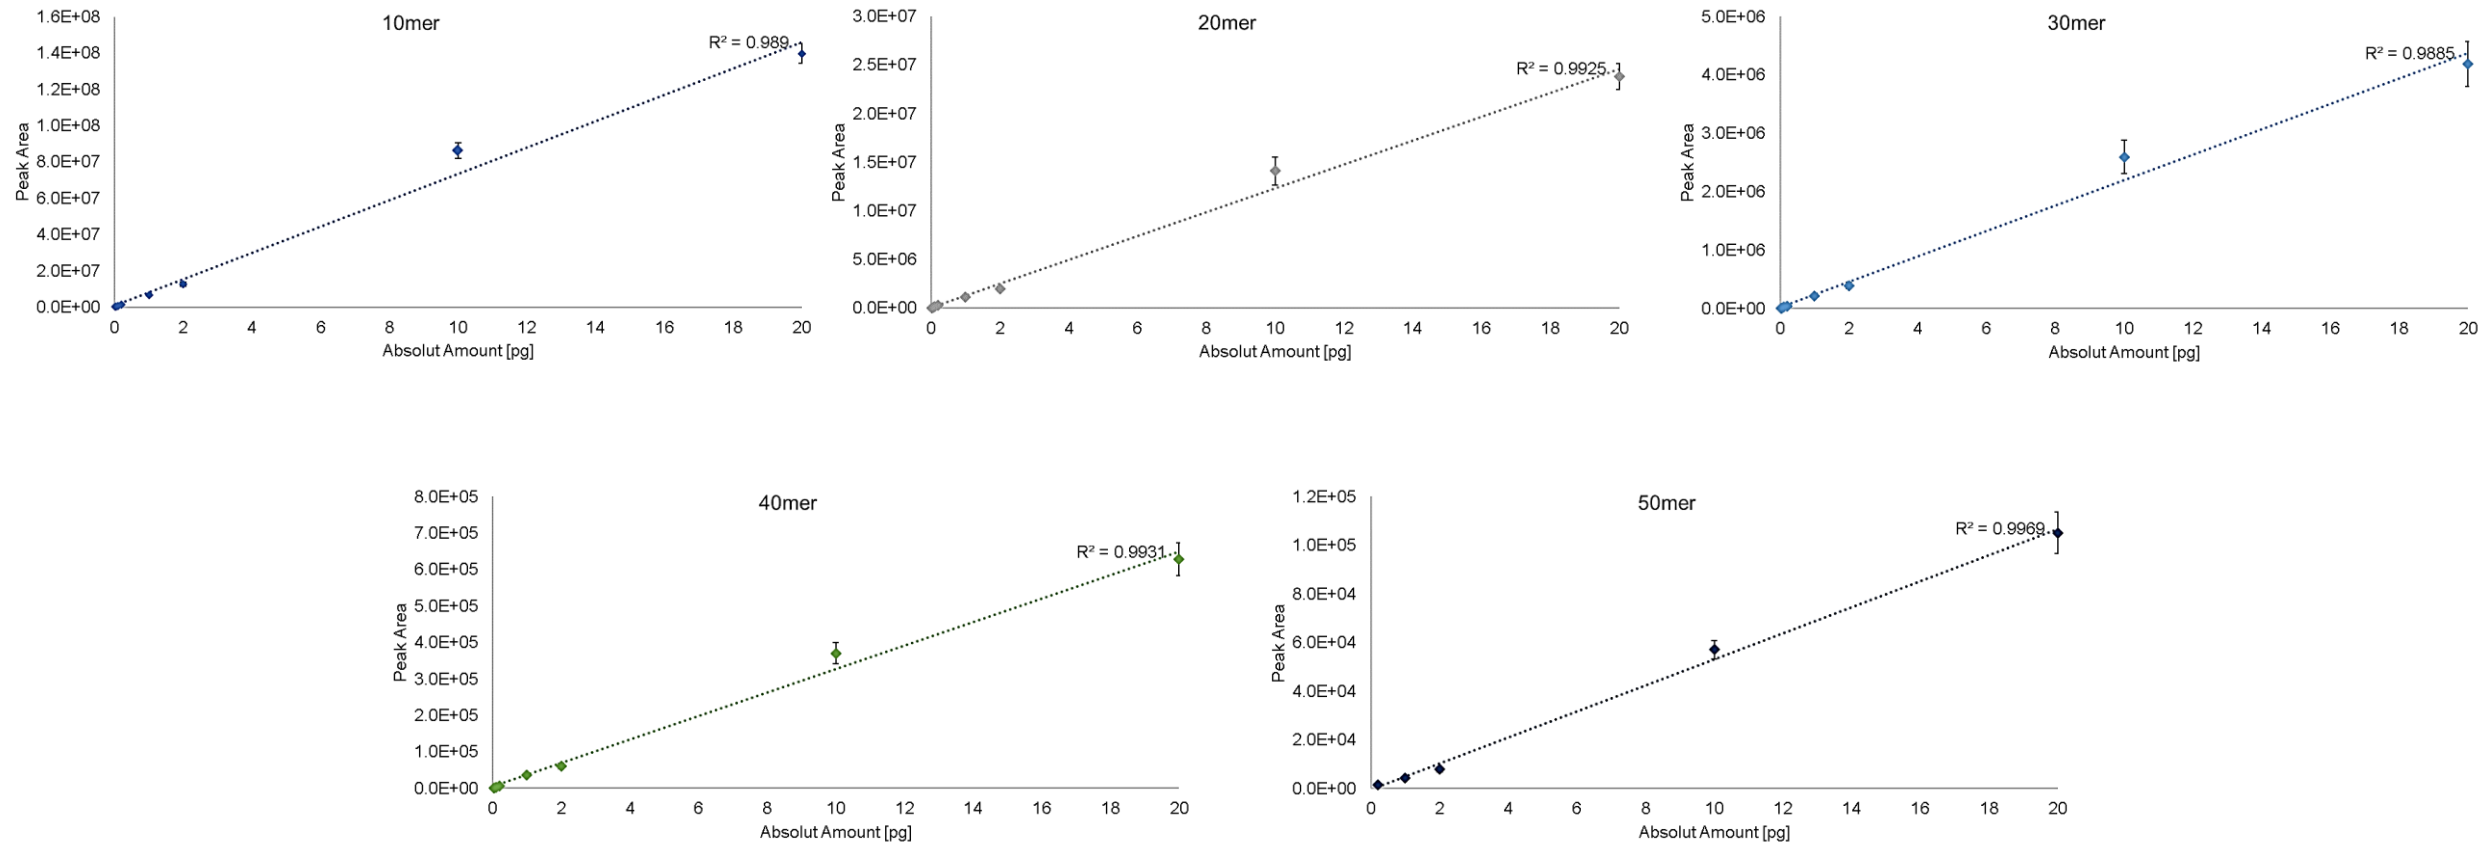 10mer
1.6E+08
1.4E+08
1.2E+08
1.0E+08
8.0E+07
6.0E+07
4.0E+07
2.0E+07
0.0E+00
Peak Area
R² = 0.989
0 2 4 6 8 10 12 14 16 18 20
Absolut Amount [pg]
20mer
3.0E+07
2.5E+07
2.0E+07
1.5E+07
1.0E+07
5.0E+06
0.0E+00
Peak Area
R² = 0.9925
0 2 4 6 8 10 12 14 16 18 20
Absolut Amount [pg]
30mer
5.0E+06
4.0E+06
3.0E+06
2.0E+06
1.0E+06
0.0E+00
Peak Area
R² = 0.9885
0 2 4 6 8 10 12 14 16 18 20
Absolut Amount [pg]
40mer
8.0E+05
7.0E+05
6.0E+05
5.0E+05
4.0E+05
3.0E+05
2.0E+05
1.0E+05
0.0E+00
Peak Area
R² = 0.9931
0 2 4 6 8 10 12 14 16 18 20
Absolut Amount [pg]
50mer
1.2E+05
1.0E+05
8.0E+04
6.0E+04
4.0E+04
2.0E+04
0.0E+00
Peak Area
R² = 0.9969
0 2 4 6 8 10 12 14 16 18 20
Absolut Amount [pg]